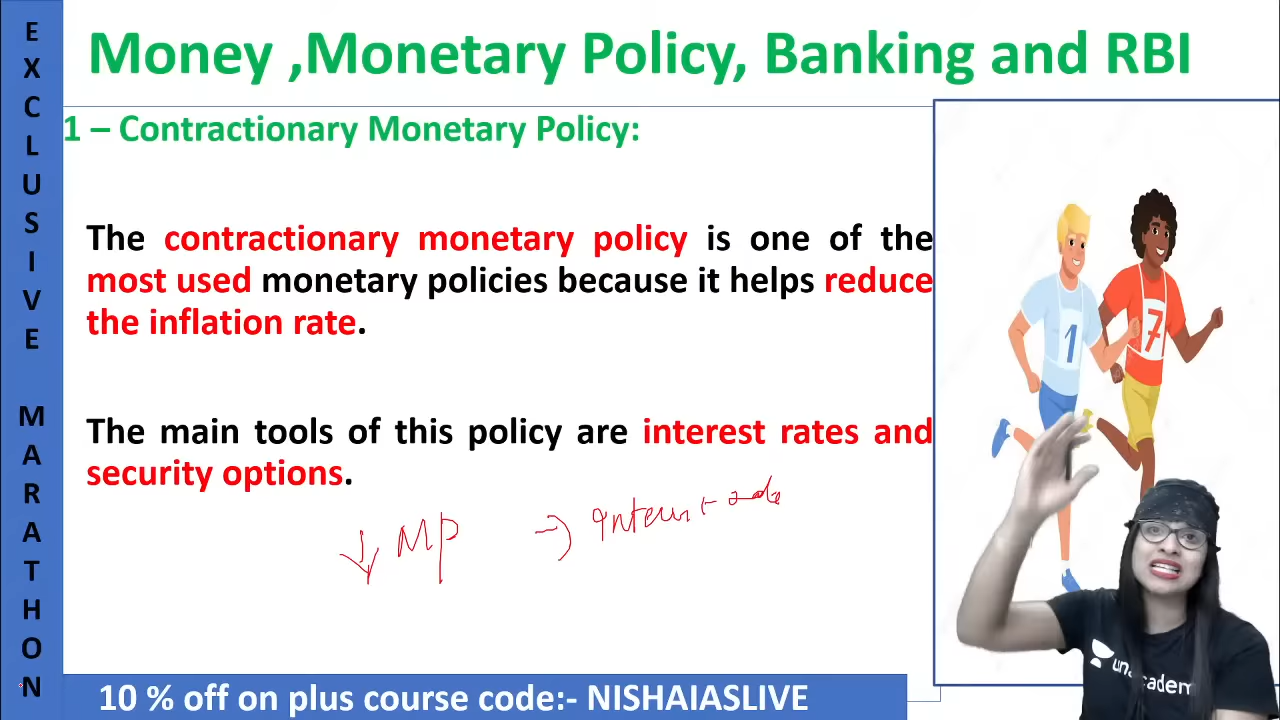 EXCLUSIVE MARATHON
Money ,Monetary Policy, Banking and RBI
1 – Contractionary Monetary Policy:
The contractionary monetary policy is one of the
most used monetary policies because it helps reduce
the inflation rate.
The main tools of this policy are interest rates and
security options.
↓ MP → Interest rate
1
7
unacademy
10 % off on plus course code:- NISHAIASLIVE